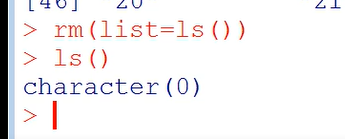 [46] 20 21
> rm(list=ls())
> ls()
character(0)
>